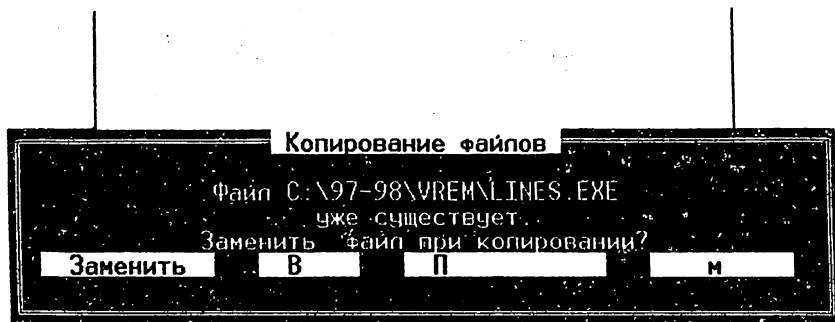 Копирование файлов
Файл C:\97-98\VREM\LINES.EXE
уже существует.
Заменить файл при копировании?
Заменить В П м